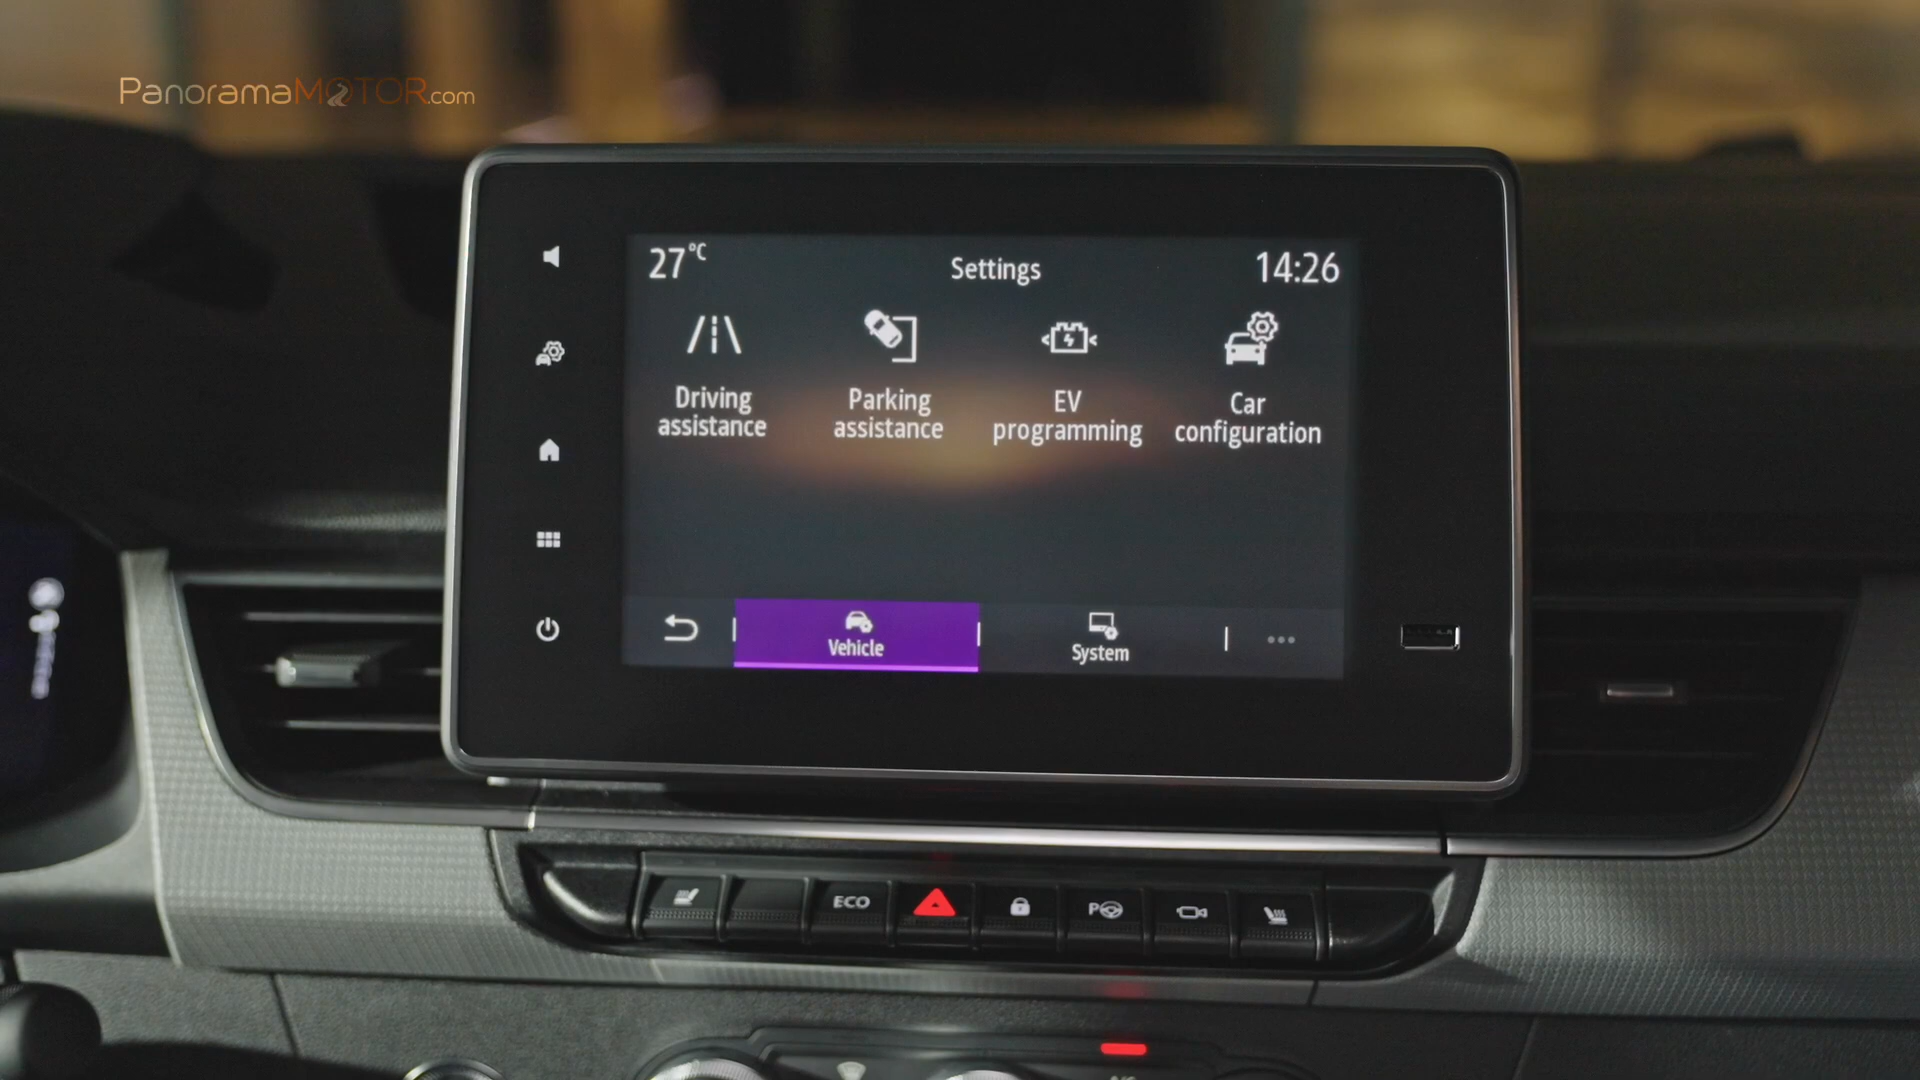 PanoramaMOTOR.com
27°C
Settings
14:26
Driving
assistance
Parking
assistance
EV
programming
Car
configuration
Vehicle
System
ECO
P